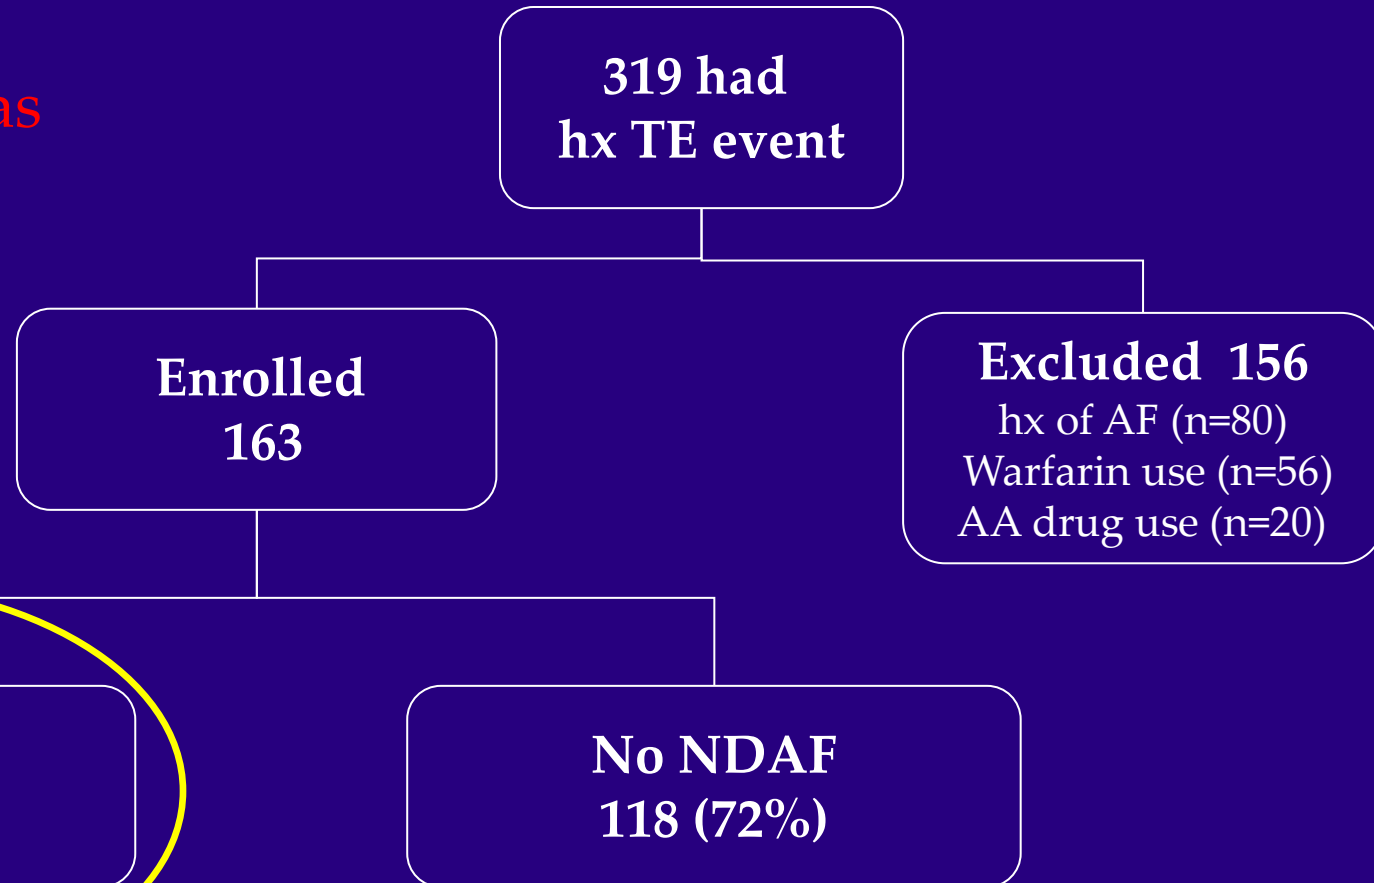 as
319 had
hx TE event
Enrolled
163
Excluded 156
hx of AF (n=80)
Warfarin use (n=56)
AA drug use (n=20)
No NDAF
118 (72%)